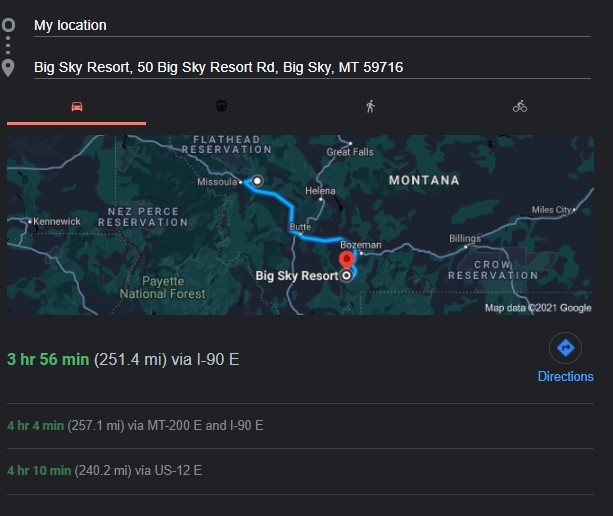 My location
Big Sky Resort, 50 Big Sky Resort Rd, Big Sky, MT 59716
FLATHEAD
RESERVATION
Great Falls
Missoula
MONTANA
Helena
NEZ PERCE
RESERVATION
Miles City
Kennewick
Butte
Billings
Bozeman
CROW
RESERVATION
Big Sky Resort
Payette
National Forest
Map data ©2021 Google
3 hr 56 min (251.4 mi) via I-90 E
Directions
4 hr 4 min (257.1 mi) via MT-200 E and I-90 E
4 hr 10 min (240.2 mi) via US-12 E